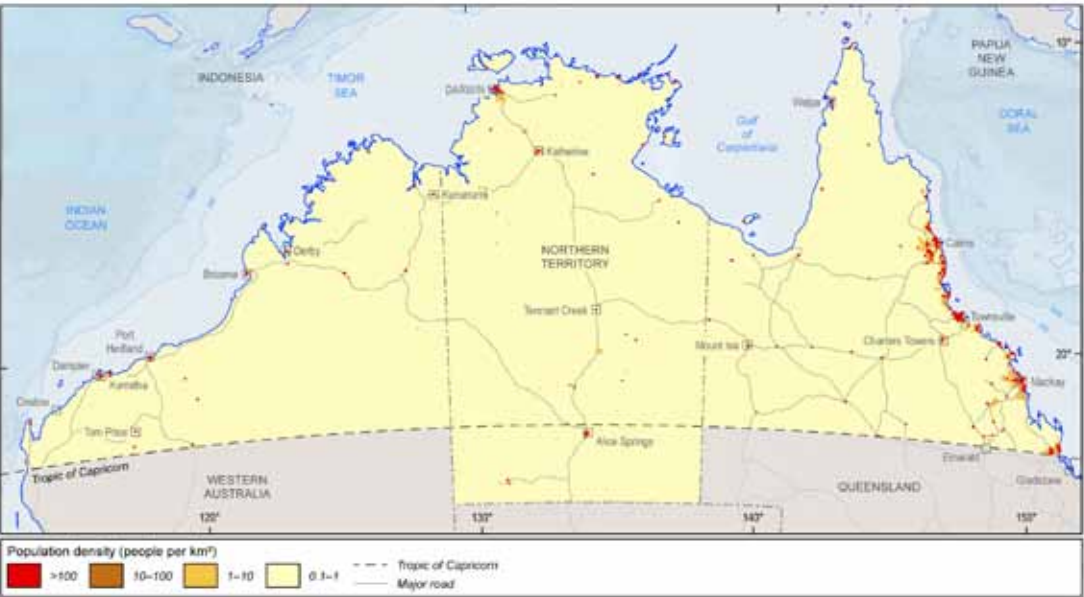 INDONESIA
TIMOR
SEA
DARWIN
PAPUA
NEW
GUINEA
10°
Weipa
Gulf
of
Carpentaria
CORAL
SEA
Katherine
Kununurra
INDIAN
OCEAN
Derby
Broome
NORTHERN
TERRITORY
Cairns
Tennant Creek
Townsville
Port
Hedland
Mount Isa
Charters Towers
20°
Dampier
Karratha
Mackay
Onslow
Tom Price
Alice Springs
Tropic of Capricorn
Emerald
Gladstone
WESTERN
AUSTRALIA
QUEENSLAND
120°
130°
140°
150°
Population density (people per km²)
>100
10–100
1–10
0.1–1
Tropic of Capricorn
Major road